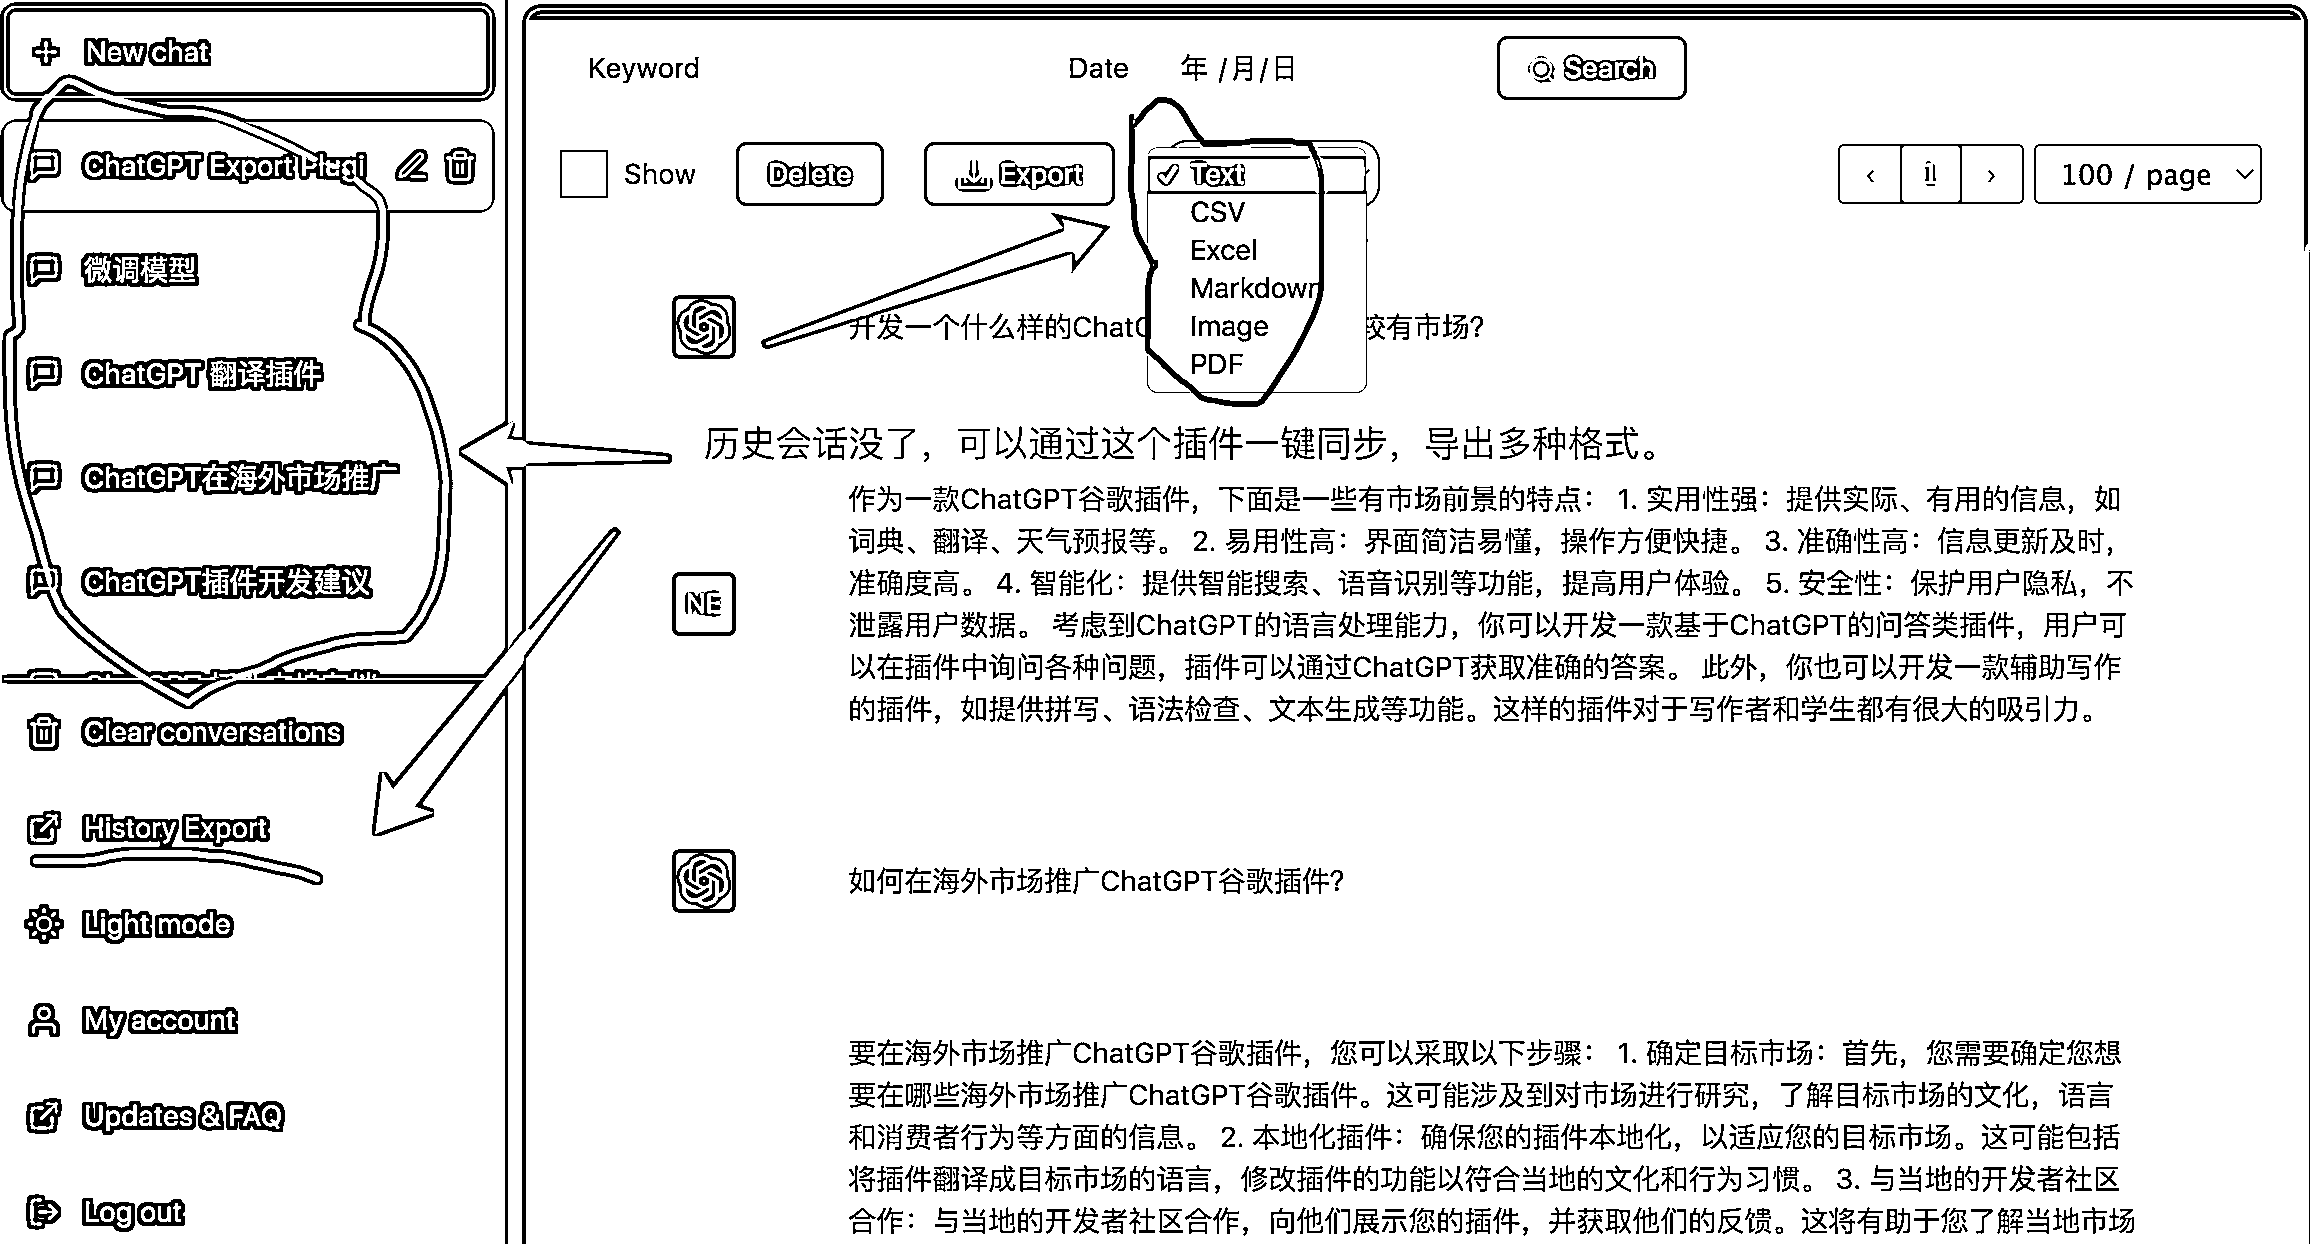 New chat
ChatGPT Export Plugi
微调模型
ChatGPT 翻译插件
ChatGPT在海外市场推广
ChatGPT插件开发建议
Clear conversations
History Export
Light mode
My account
Updates & FAQ
Log out
Keyword
Date 年 /月/日
Search
Show
Delete
Export
Text
CSV
Excel
Markdown
Image
PDF
‹ 1 ›
100 / page
开发一个什么样的ChatG 较有市场?
历史会话没了，可以通过这个插件一键同步，导出多种格式。
NE
作为一款ChatGPT谷歌插件，下面是一些有市场前景的特点： 1. 实用性强：提供实际、有用的信息，如
词典、翻译、天气预报等。 2. 易用性高：界面简洁易懂，操作方便快捷。 3. 准确性高：信息更新及时，
准确度高。 4. 智能化：提供智能搜索、语音识别等功能，提高用户体验。 5. 安全性：保护用户隐私，不
泄露用户数据。 考虑到ChatGPT的语言处理能力，你可以开发一款基于ChatGPT的问答类插件，用户可
以在插件中询问各种问题，插件可以通过ChatGPT获取准确的答案。 此外，你也可以开发一款辅助写作
的插件，如提供拼写、语法检查、文本生成等功能。这样的插件对于写作者和学生都有很大的吸引力。
如何在海外市场推广ChatGPT谷歌插件?
要在海外市场推广ChatGPT谷歌插件，您可以采取以下步骤： 1. 确定目标市场：首先，您需要确定您想
要在哪些海外市场推广ChatGPT谷歌插件。这可能涉及到对市场进行研究，了解目标市场的文化，语言
和消费者行为等方面的信息。 2. 本地化插件：确保您的插件本地化，以适应您的目标市场。这可能包括
将插件翻译成目标市场的语言，修改插件的功能以符合当地的文化和行为习惯。 3. 与当地的开发者社区
合作：与当地的开发者社区合作，向他们展示您的插件，并获取他们的反馈。这将有助于您了解当地市场